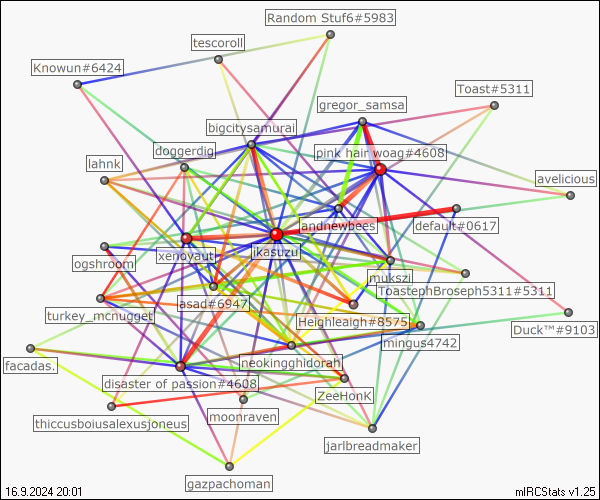 Random Stuf6#5983
tescoroll
Knowun#6424
Toast#5311
gregor_samsa
bigcitysamurai
doggerdig
pink hair woag#4608
lahnk
avelicious
andnewbees
default#0617
xenoyaut
ikasuzu
ogshroom
mukszi
ToastephBroseph5311#5311
asad#6947
turkey_mcnugget
Heighleaigh#8575
Duck™#9103
mingus4742
facadas.
neokingghidorah
disaster of passion#4608
ZeeHonK
moonraven
thiccusboiusalexusjoneus
jarlbreadmaker
gazpachoman
16.9.2024 20:01
mIRCStats v1.25